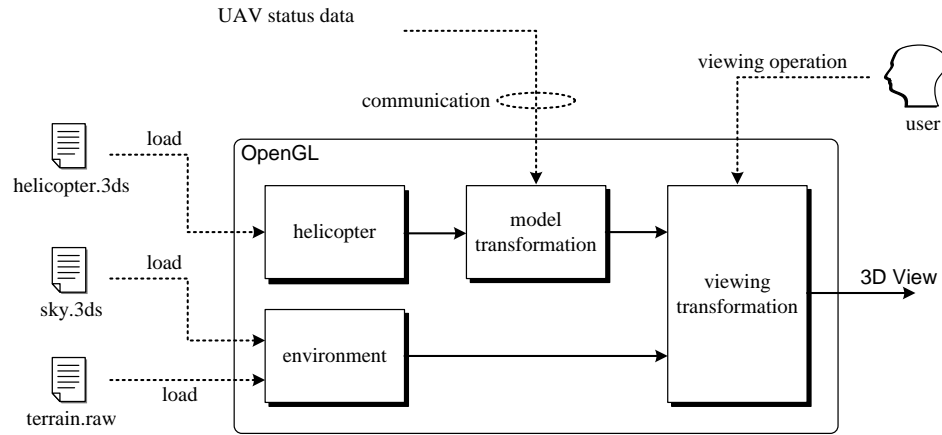 UAV status data
viewing operation
communication
user
load
OpenGL
helicopter.3ds
helicopter
model
transformation
load
3D View
viewing
transformation
sky.3ds
environment
load
terrain.raw